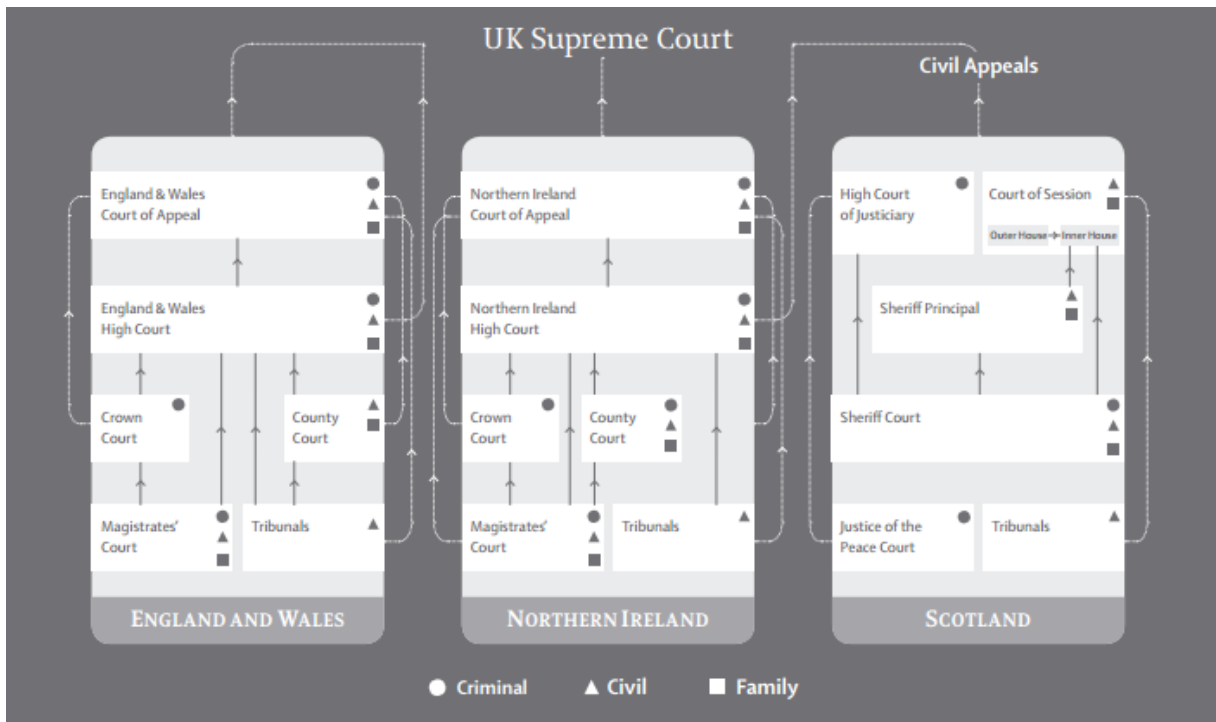 UK Supreme Court
Civil Appeals
England & Wales
Court of Appeal
England & Wales
High Court
Crown
Court
County
Court
Magistrates'
Court
Tribunals
ENGLAND AND WALES
Northern Ireland
Court of Appeal
Northern Ireland
High Court
Crown
Court
County
Court
Magistrates'
Court
Tribunals
NORTHERN IRELAND
High Court
of Justiciary
Court of Session
Outer House
Inner House
Sheriff Principal
Sheriff Court
Justice of the
Peace Court
Tribunals
SCOTLAND
Criminal
Civil
Family